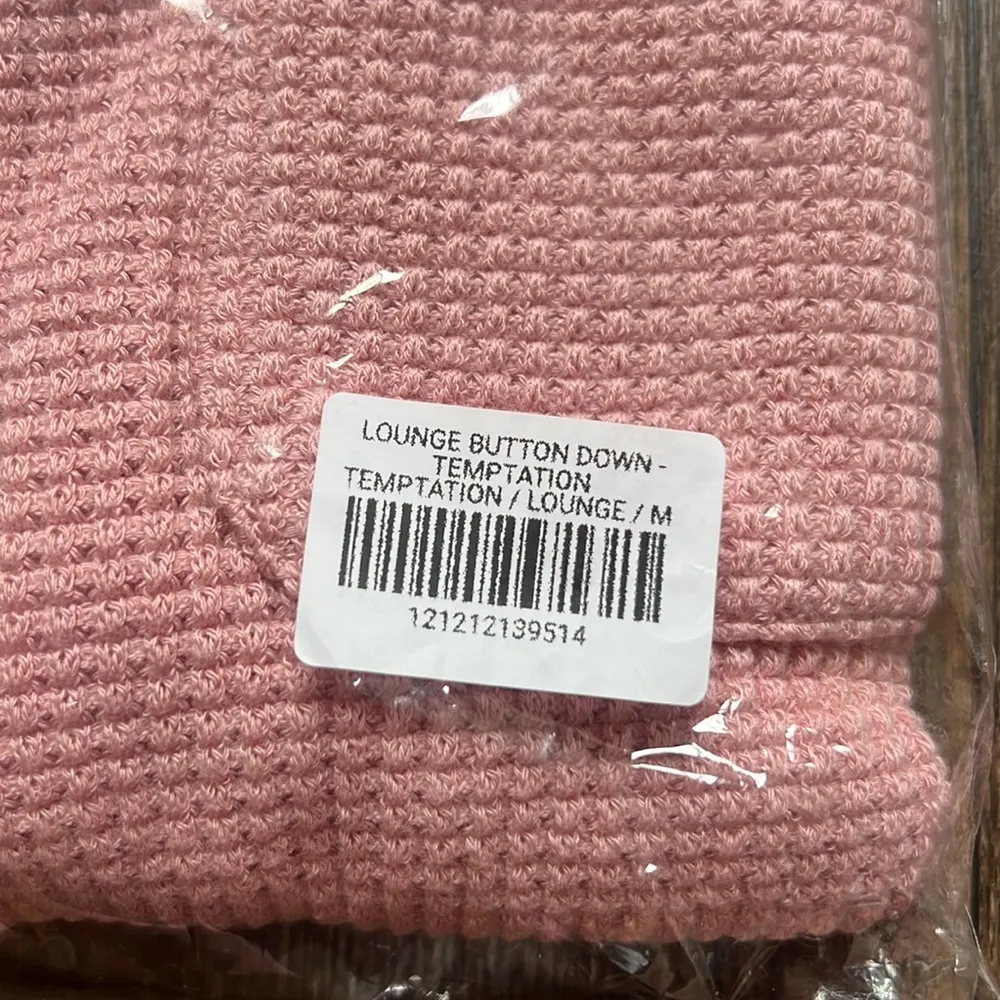 LOUNGE BUTTON DOWN -
TEMPTATION
TEMPTATION / LOUNGE / M
121212139514